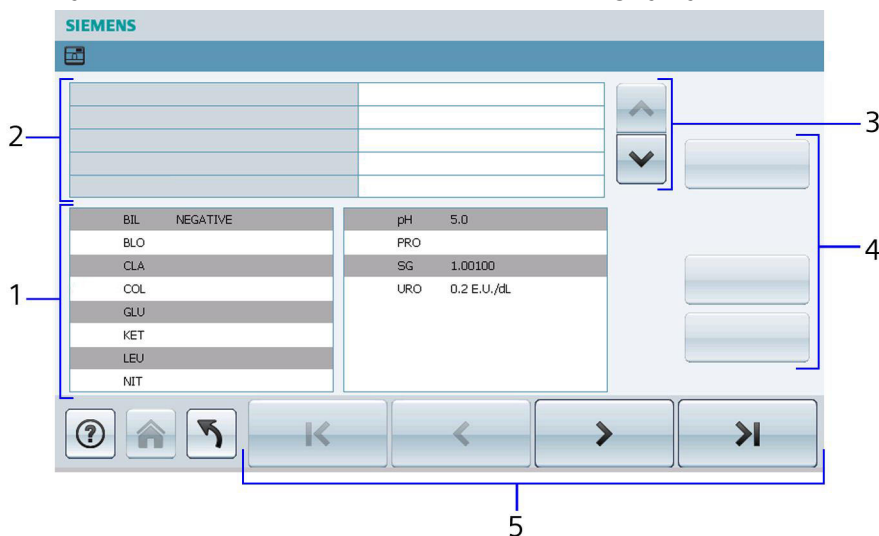 SIEMENS
2
3
BIL NEGATIVE
BLO
CLA
COL
GLU
KET
LEU
NIT
pH 5.0
PRO
SG 1.00100
URO 0.2 E.U./dL
1
4
?
5